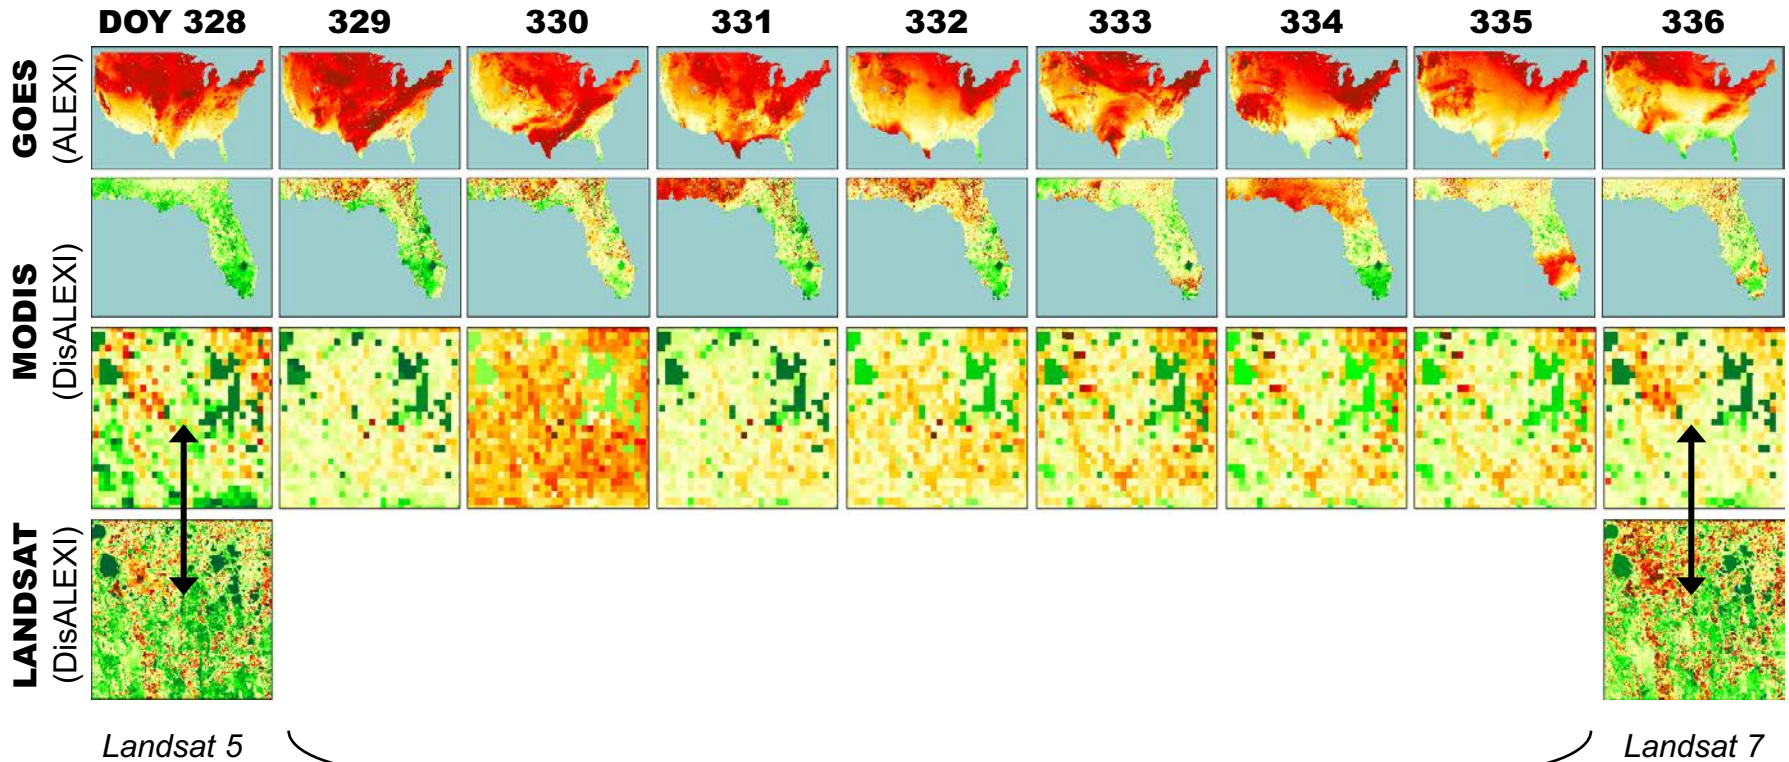 DOY 328 329 330 331 332 333 334 335 336
GOES
(ALEXI)
MODIS
(DisALEXI)
LANDSAT
(DisALEXI)
Landsat 5
Landsat 7